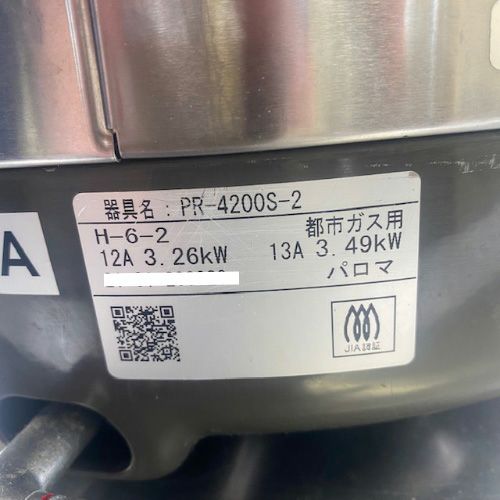 器具名 : PR-4200S-2
H-6-2 都市ガス用
12A 3.26kW 13A 3.49kW
パロマ
JIA認証
A